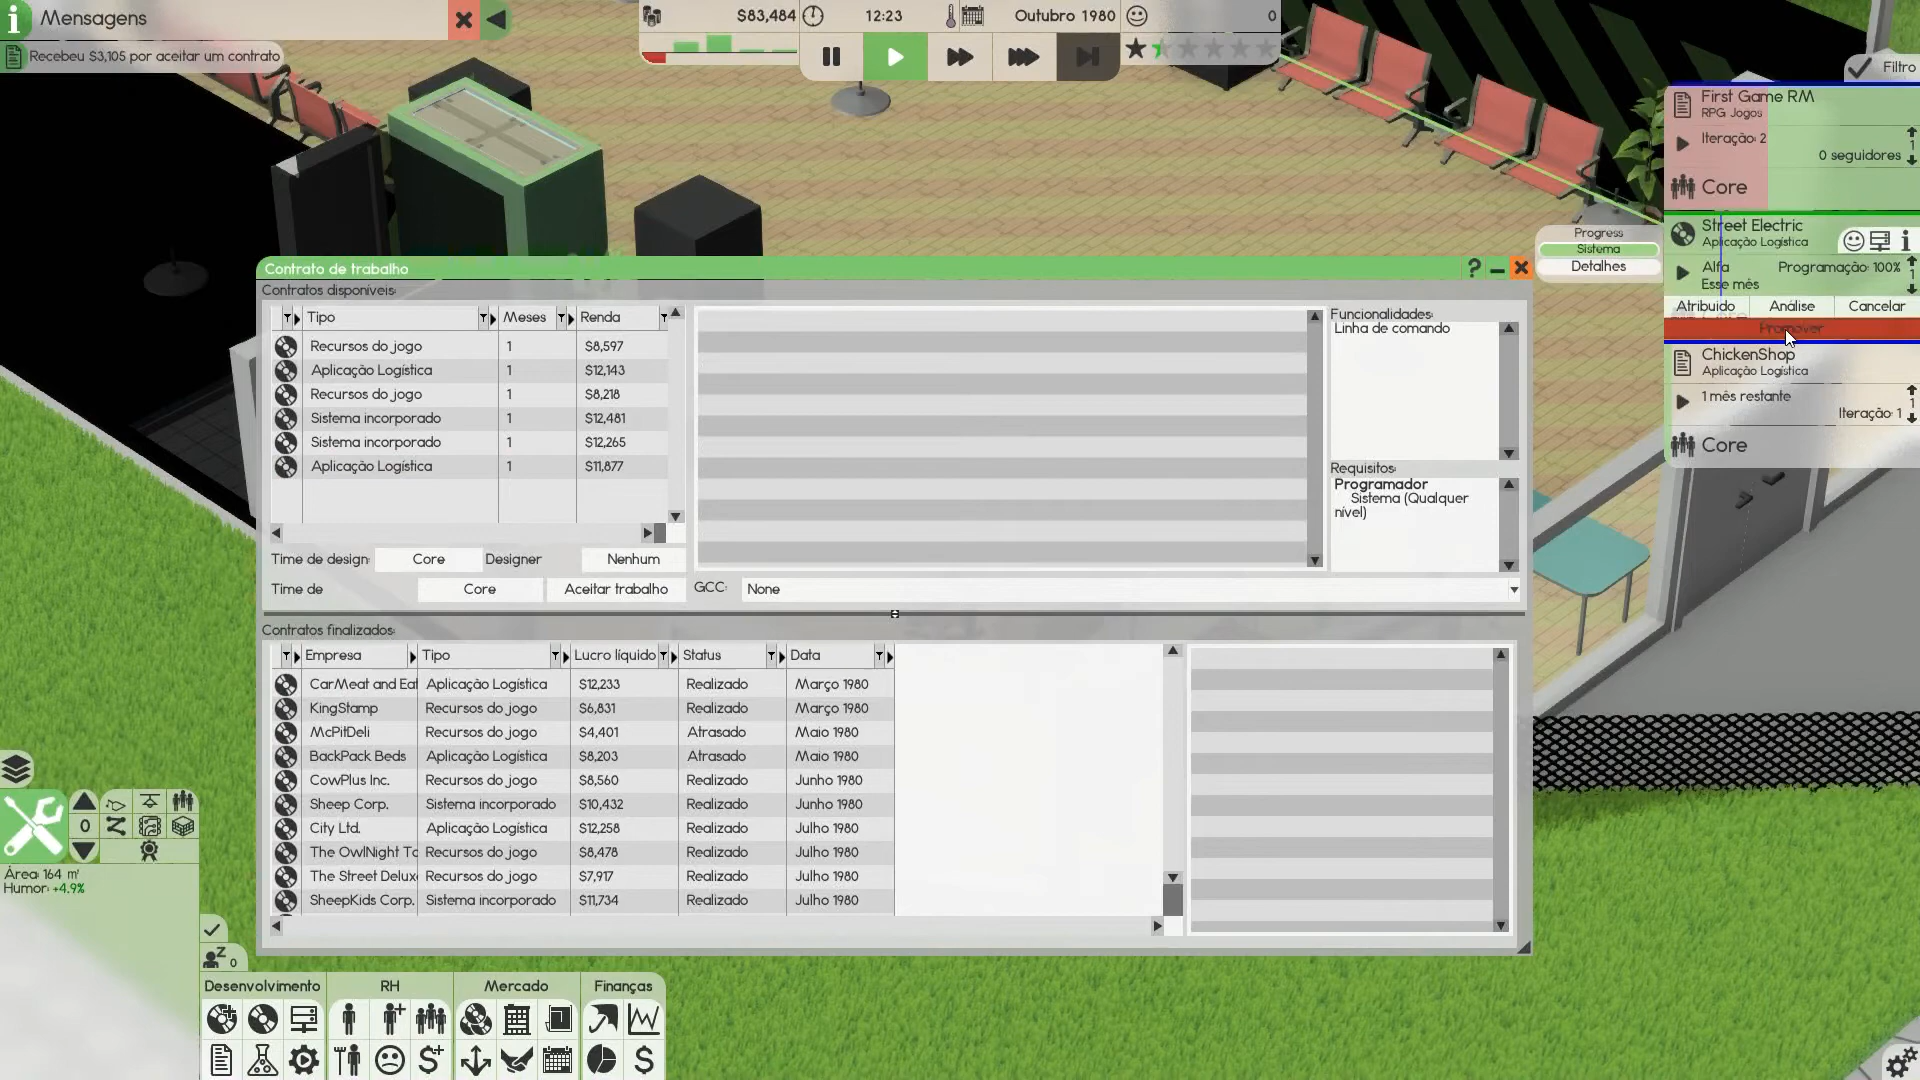 Mensagens
Recebeu $3,105 por aceitar um contrato
$83,484
12:23
Outubro 1980
0
Filtro
First Game RM
RPG Jogos
Iteração: 2
0 seguidores
1
Core
Progress
Sistema
Detalhes
Street Electric
Aplicação Logística
Alfa
Programação: 100%
Esse mês
1
Atribuído
Análise
Cancelar
Promover
ChickenShop
Aplicação Logística
1 mês restante
Iteração: 1
1
Core
Contrato de trabalho
?
Contratos disponíveis:
Tipo Meses Renda
Recursos do jogo 1 $8,597
Aplicação Logística 1 $12,143
Recursos do jogo 1 $8,218
Sistema incorporado 1 $12,481
Sistema incorporado 1 $12,265
Aplicação Logística 1 $11,877
Funcionalidades:
Linha de comando
Requisitos:
Programador
Sistema (Qualquer
nível)
Time de design: Core Designer Nenhum
Time de Core Aceitar trabalho GCC: None
Contratos finalizados:
Empresa Tipo Lucro líquido Status Data
CarMeat and Eat Aplicação Logística $12,233 Realizado Março 1980
KingStamp Recursos do jogo $6,831 Realizado Março 1980
McPitDeli Recursos do jogo $4,401 Atrasado Maio 1980
BackPack Beds Aplicação Logística $8,203 Atrasado Maio 1980
CowPlus Inc. Recursos do jogo $8,560 Realizado Junho 1980
Sheep Corp. Sistema incorporado $10,432 Realizado Junho 1980
City Ltd. Aplicação Logística $12,258 Realizado Julho 1980
The OwlNight To Recursos do jogo $8,478 Realizado Julho 1980
The Street Delux Recursos do jogo $7,917 Realizado Julho 1980
SheepKids Corp. Sistema incorporado $11,734 Realizado Julho 1980
0
Área: 164 m²
Humor: +4.9%
0
Desenvolvimento
RH
Mercado
Finanças